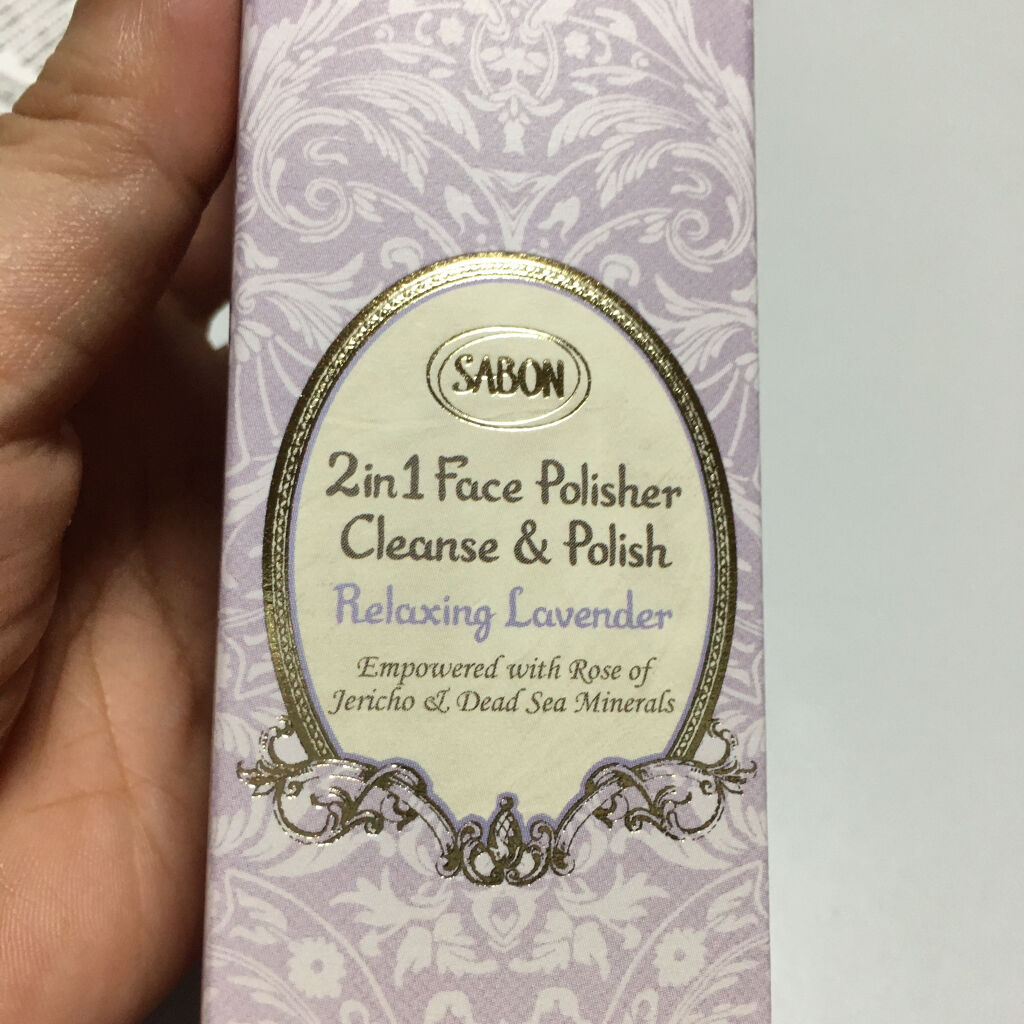 SABON
2in1 Face Polisher
Cleanse & Polish
Relaxing Lavender
Empowered with Rose of
Jericho & Dead Sea Minerals